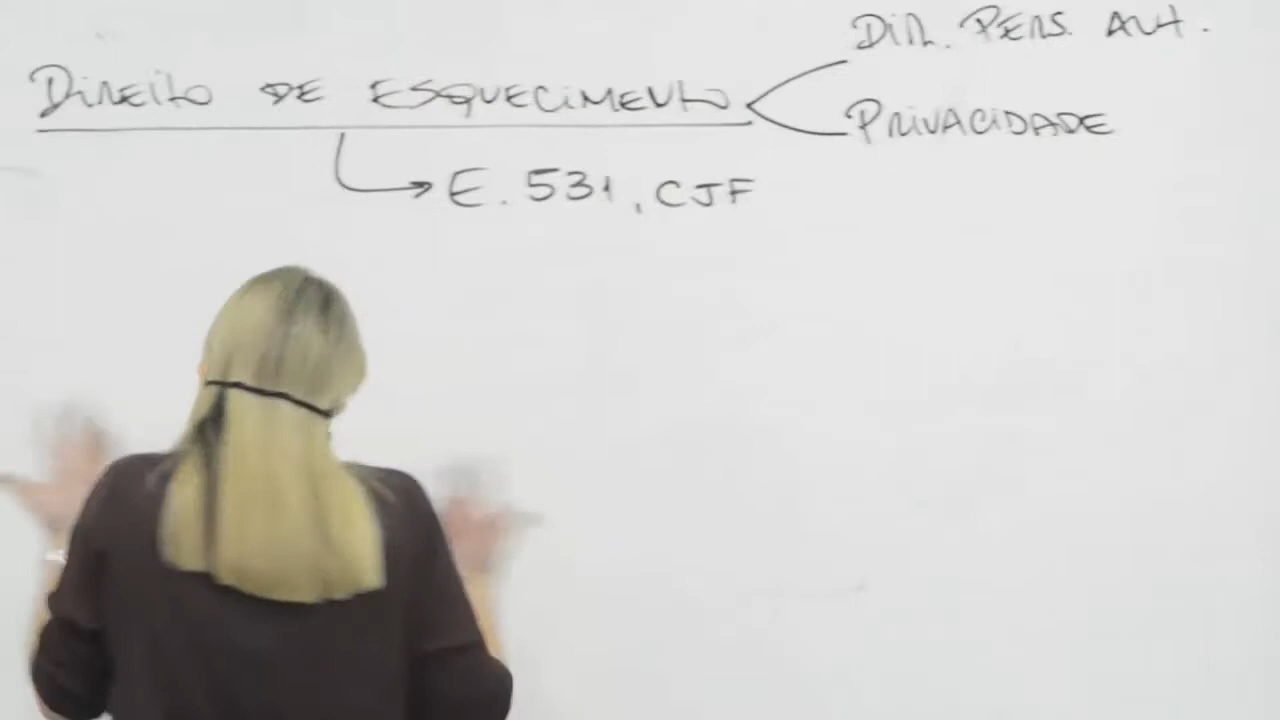 DIR. PERS. AUT.
DIREITO DE ESQUECIMENTO
PRIVACIDADE
E. 531, CJF